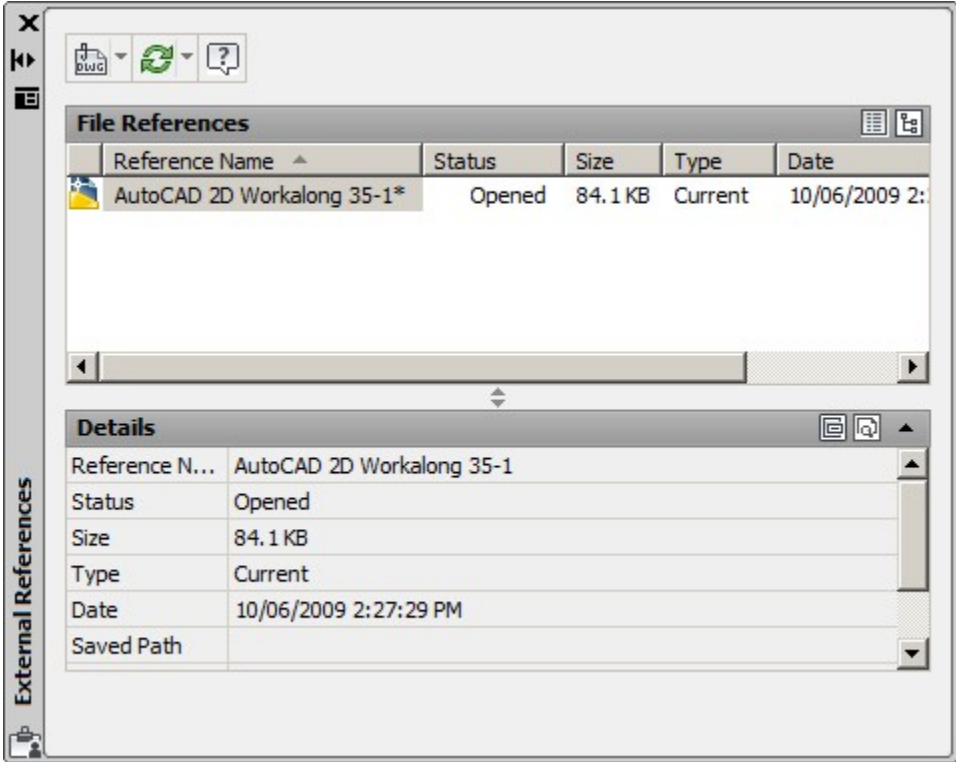 DWG
File References
Reference Name Status Size Type Date
AutoCAD 2D Workalong 35-1* Opened 84.1 KB Current 10/06/2009 2:
Details
Reference N... AutoCAD 2D Workalong 35-1
Status Opened
Size 84.1 KB
Type Current
Date 10/06/2009 2:27:29 PM
Saved Path
External References